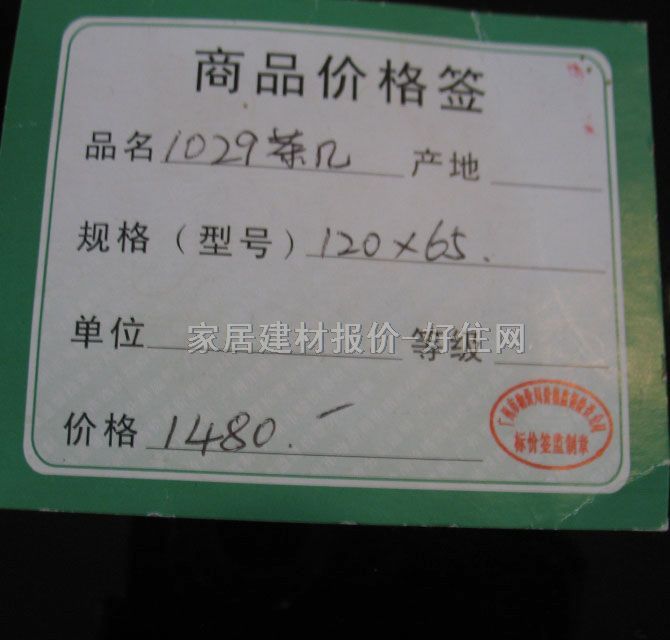 商品价格签
品名 1029茶几 产地
规格（型号）120×65.
单位 等级
家居建材报价-好住网
价格 1480.-
标价签监制章